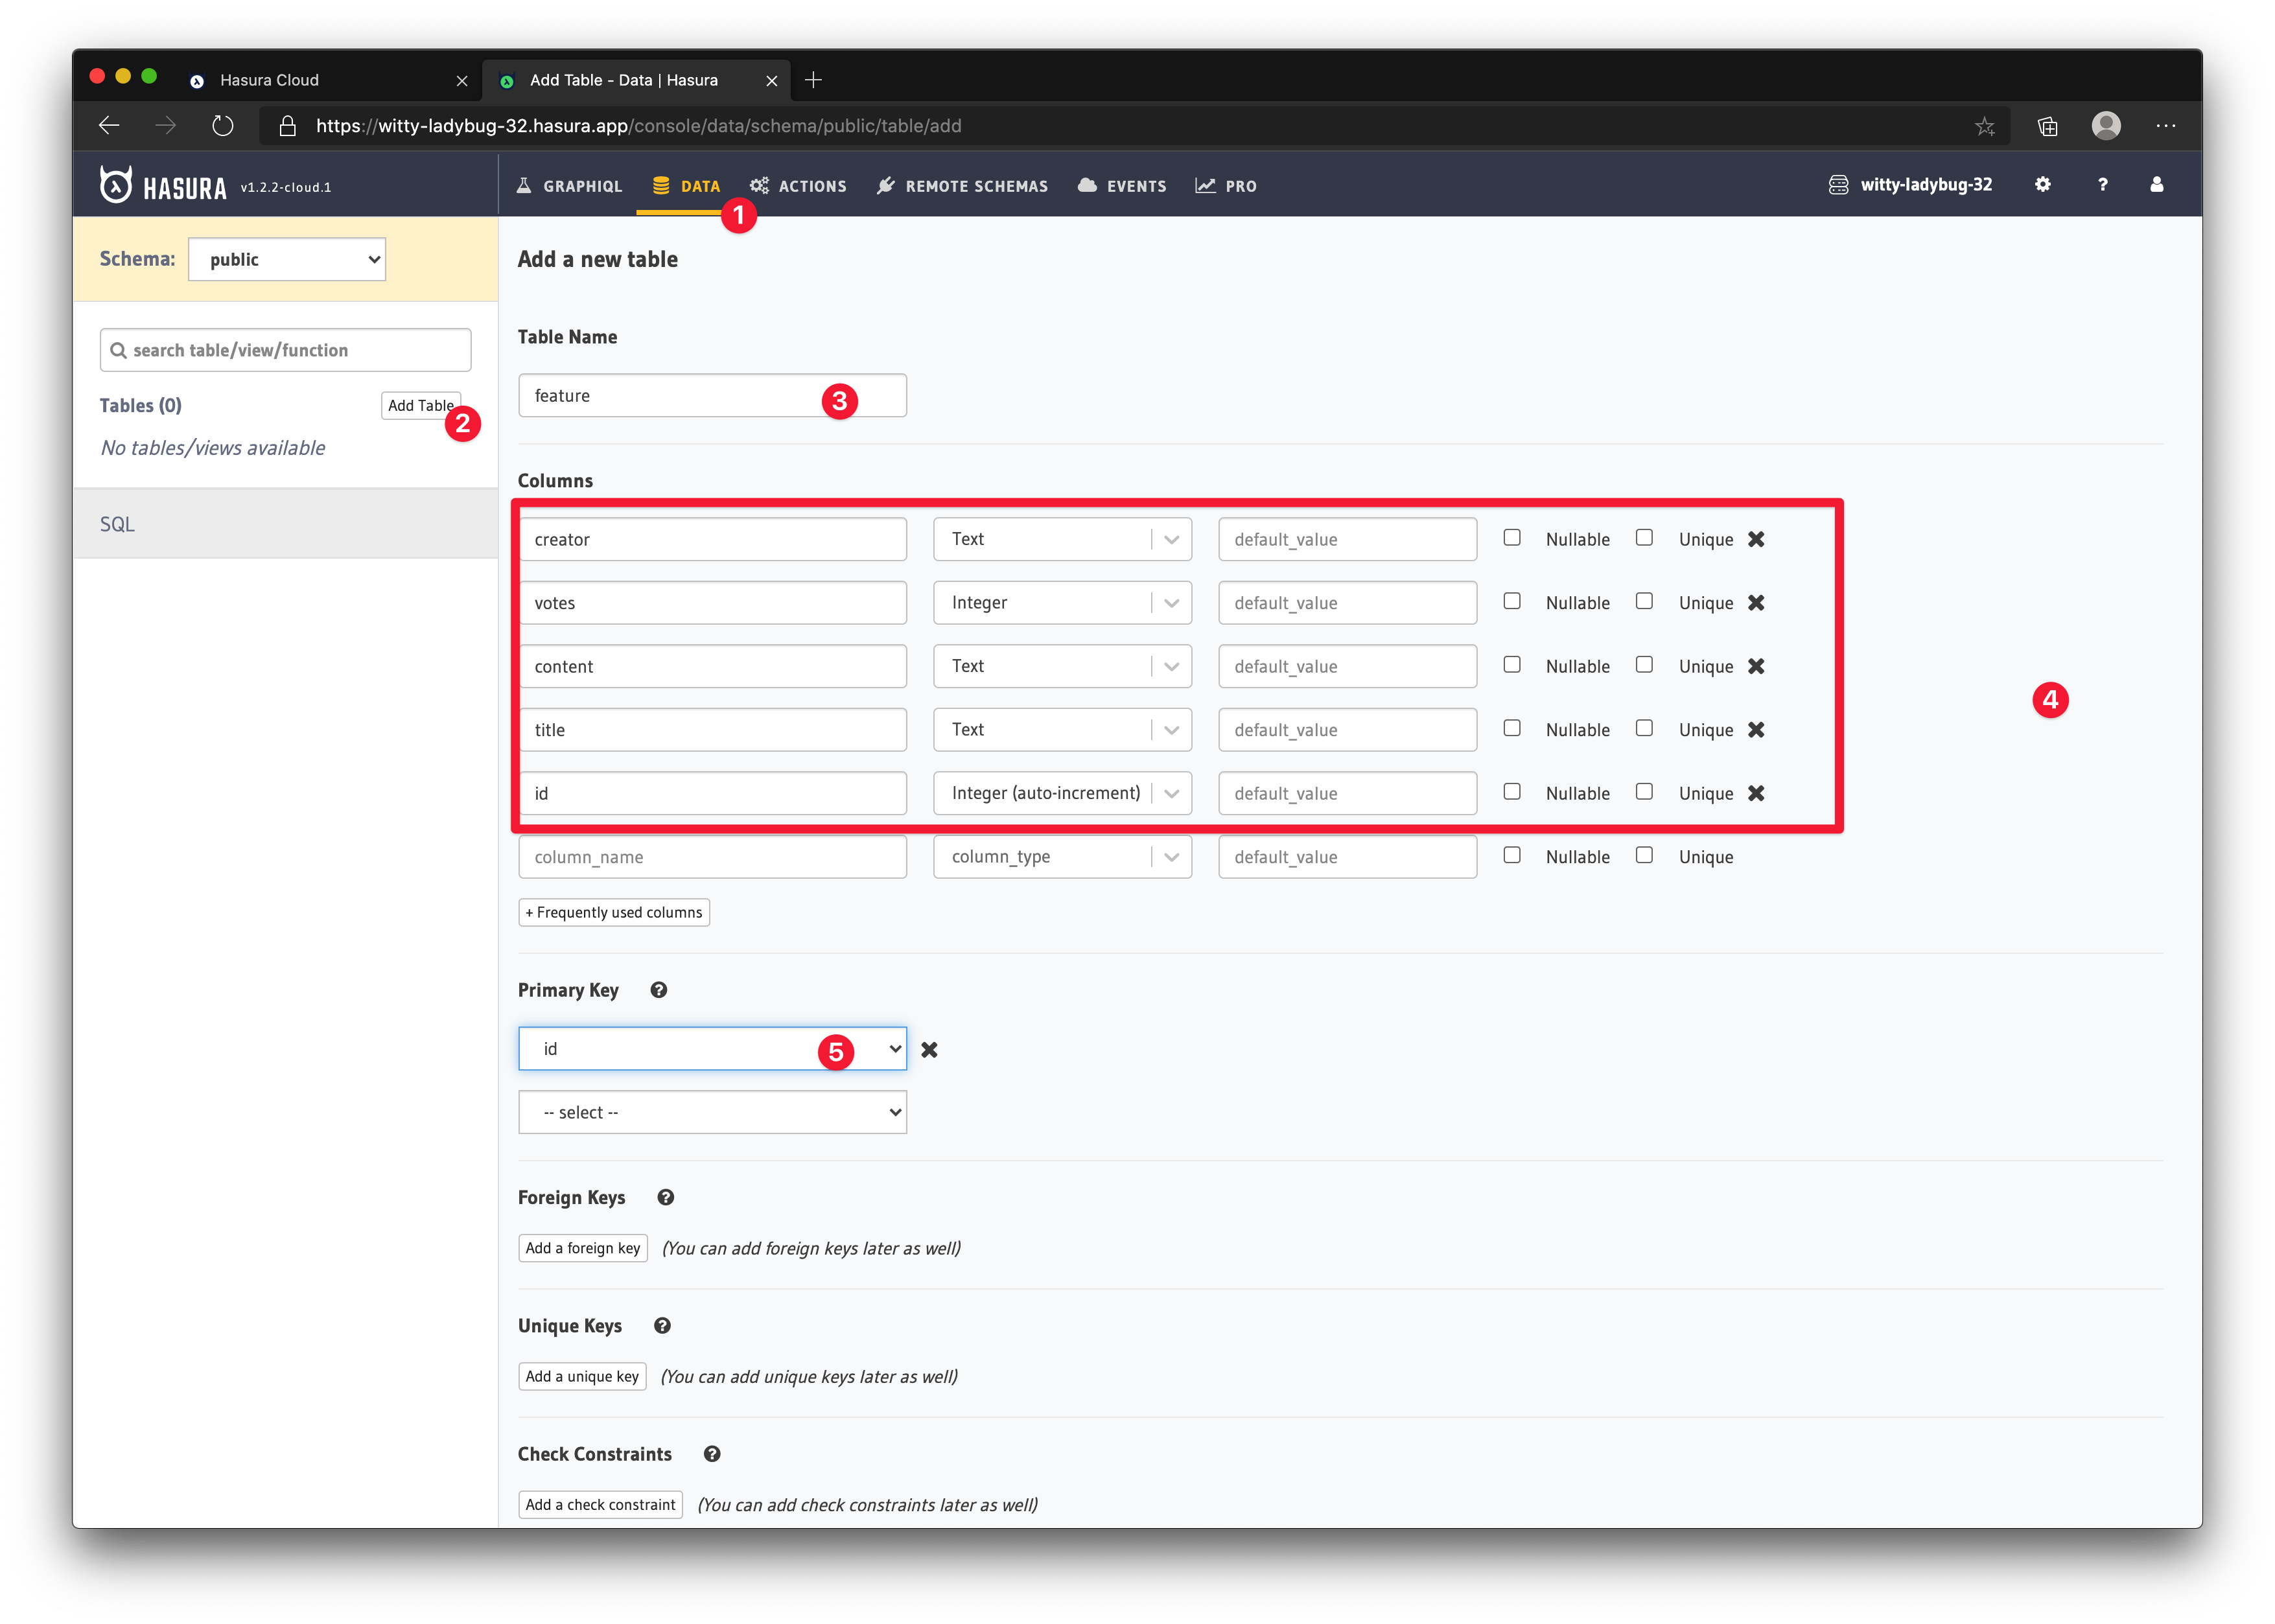 Hasura Cloud
Add Table - Data | Hasura
https://witty-ladybug-32.hasura.app/console/data/schema/public/table/add
HASURA v1.2.2-cloud.1
GRAPHIQL DATA ACTIONS REMOTE SCHEMAS EVENTS PRO
witty-ladybug-32 ?
1
Schema: public
search table/view/function
Tables (0) Add Table
2
No tables/views available
SQL
Add a new table
Table Name
feature 3
Columns
creator Text default_value Nullable Unique
votes Integer default_value Nullable Unique
content Text default_value Nullable Unique
4
title Text default_value Nullable Unique
id Integer (auto-increment) default_value Nullable Unique
column_name column_type default_value Nullable Unique
+ Frequently used columns
Primary Key ?
id 5
-- select --
Foreign Keys ?
Add a foreign key (You can add foreign keys later as well)
Unique Keys ?
Add a unique key (You can add unique keys later as well)
Check Constraints ?
Add a check constraint (You can add check constraints later as well)